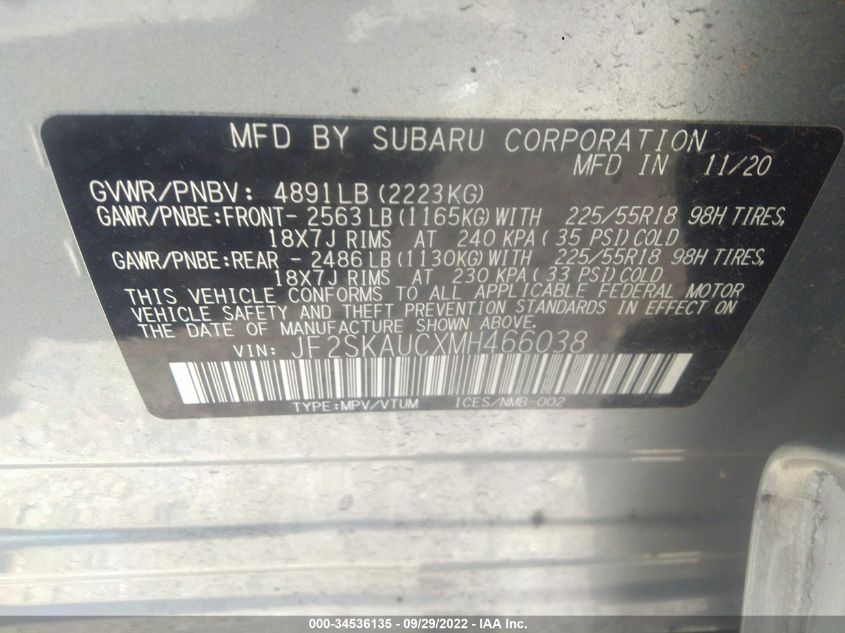 MFD BY SUBARU CORPORATION
MFD IN 11/20
GVWR/PNBV: 4891LB (2223KG)
GAWR/PNBE:FRONT- 2563 LB (1165KG) WITH 225/55R18 98H TIRES,
18X7J RIMS AT 240 KPA ( 35 PSI) COLD
GAWR/PNBE:REAR - 2486 LB (1130KG) WITH 225/55R18 98H TIRES,
18X7J RIMS AT 230 KPA ( 33 PSI) COLD
THIS VEHICLE CONFORMS TO ALL APPLICABLE FEDERAL MOTOR
VEHICLE SAFETY AND THEFT PREVENTION STANDARDS IN EFFECT ON
THE DATE OF MANUFACTURE SHOWN ABOVE.
VIN: JF2SKAUCXMH466038
TYPE:MPV/VTUM ICES/NMB-002
000-34536135 - 09/29/2022 - IAA Inc.